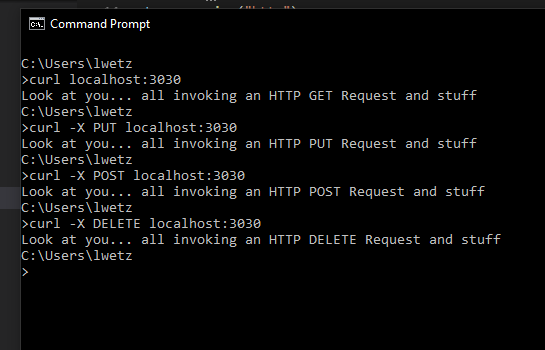 Command Prompt
C:\Users\lwetz
>curl localhost:3030
Look at you... all invoking an HTTP GET Request and stuff
C:\Users\lwetz
>curl -X PUT localhost:3030
Look at you... all invoking an HTTP PUT Request and stuff
C:\Users\lwetz
>curl -X POST localhost:3030
Look at you... all invoking an HTTP POST Request and stuff
C:\Users\lwetz
>curl -X DELETE localhost:3030
Look at you... all invoking an HTTP DELETE Request and stuff
C:\Users\lwetz
>